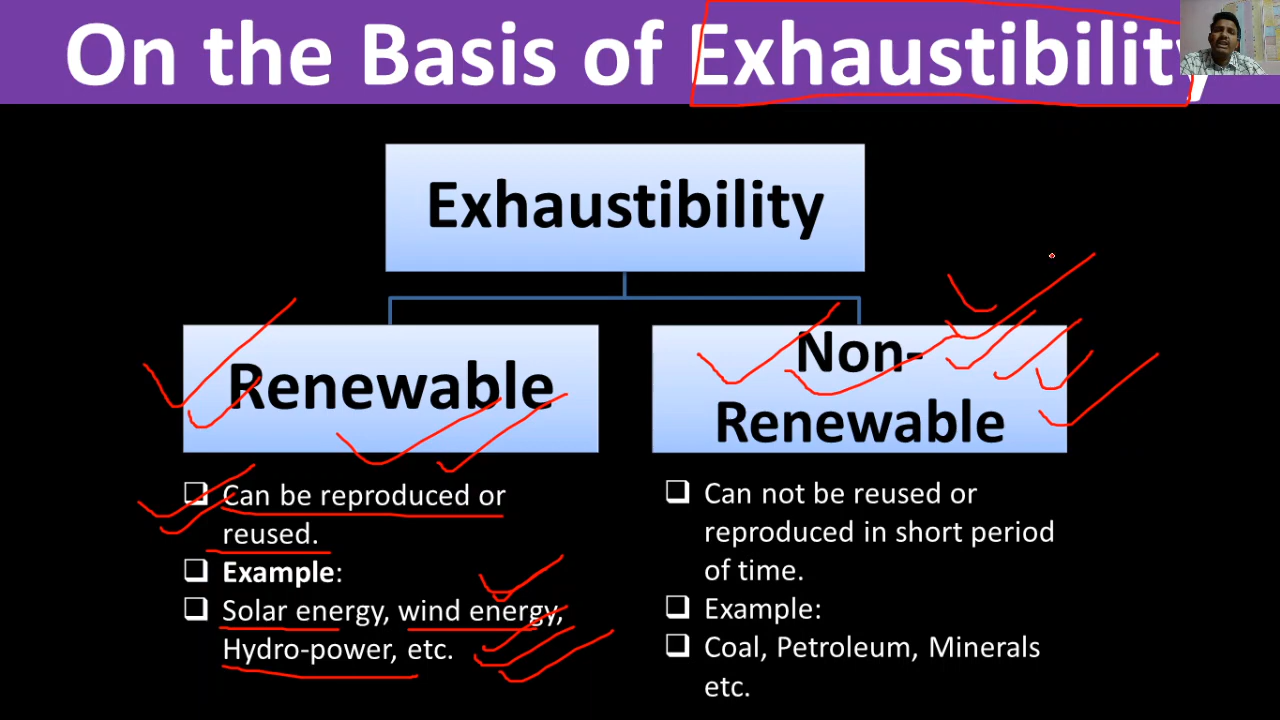 On the Basis of Exhaustibility
Exhaustibility
Renewable
Non-
Renewable
❑ Can be reproduced or
reused.
❑ Example:
❑ Solar energy, wind energy,
Hydro-power, etc.
❑ Can not be reused or
reproduced in short period
of time.
❑ Example:
❑ Coal, Petroleum, Minerals
etc.